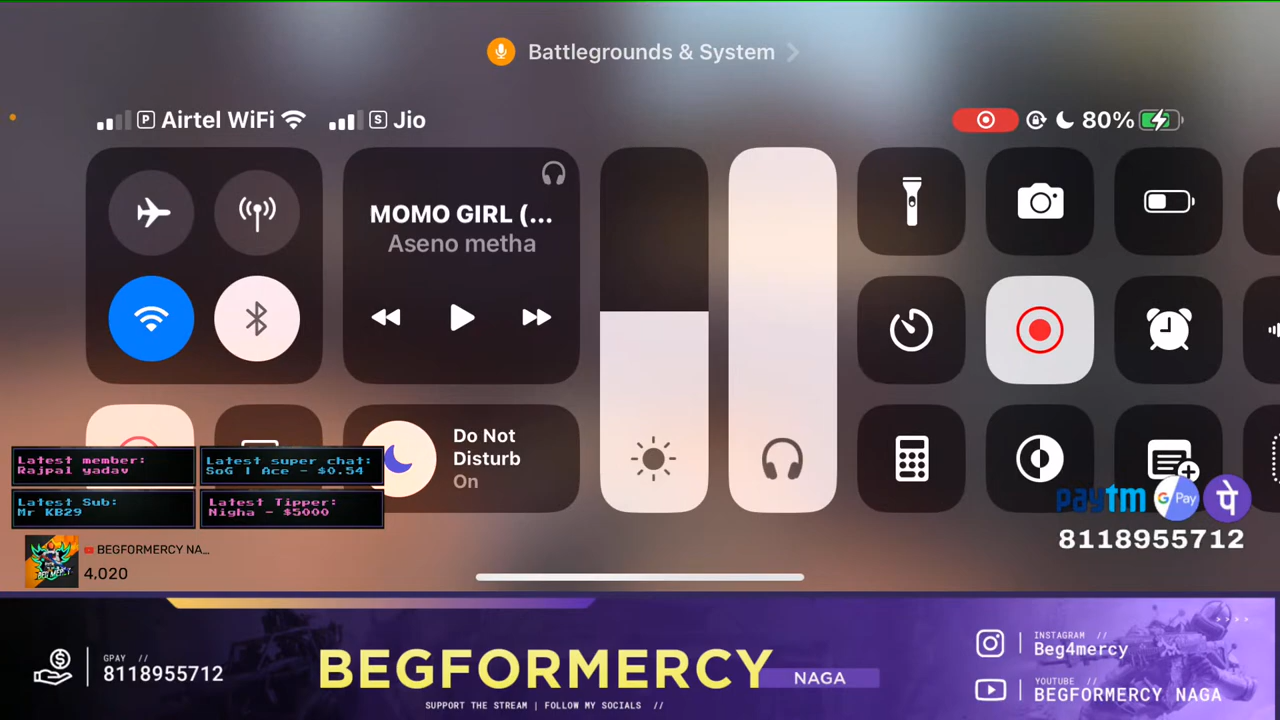 Battlegrounds & System
P Airtel WiFi S Jio 80%
MOMO GIRL (...
Aseno metha
Do Not
Disturb
On
Latest member:
Rajpal yadav
Latest super chat:
SoG I Ace - $0.54
Latest Sub:
Mr KB29
Latest Tipper:
Nigha - $5000
BEGFORMERCY NA...
4,020
paytm G Pay पे
8118955712
GPAY //
8118955712
BEGFORMERCY
NAGA
SUPPORT THE STREAM | FOLLOW MY SOCIALS //
> > > >
INSTAGRAM //
Beg4mercy
YOUTUBE //
BEGFORMERCY NAGA